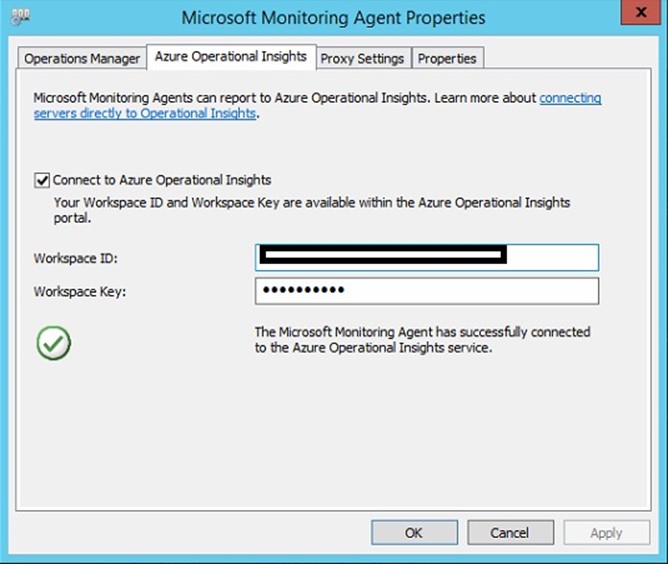 Microsoft Monitoring Agent Properties
x
Operations Manager
Azure Operational Insights
Proxy Settings
Properties
Microsoft Monitoring Agents can report to Azure Operational Insights. Learn more about connecting
servers directly to Operational Insights.
Connect to Azure Operational Insights
Your Workspace ID and Workspace Key are available within the Azure Operational Insights
portal.
Workspace ID:
Workspace Key:
••••••••••
The Microsoft Monitoring Agent has successfully connected
to the Azure Operational Insights service.
OK
Cancel
Apply